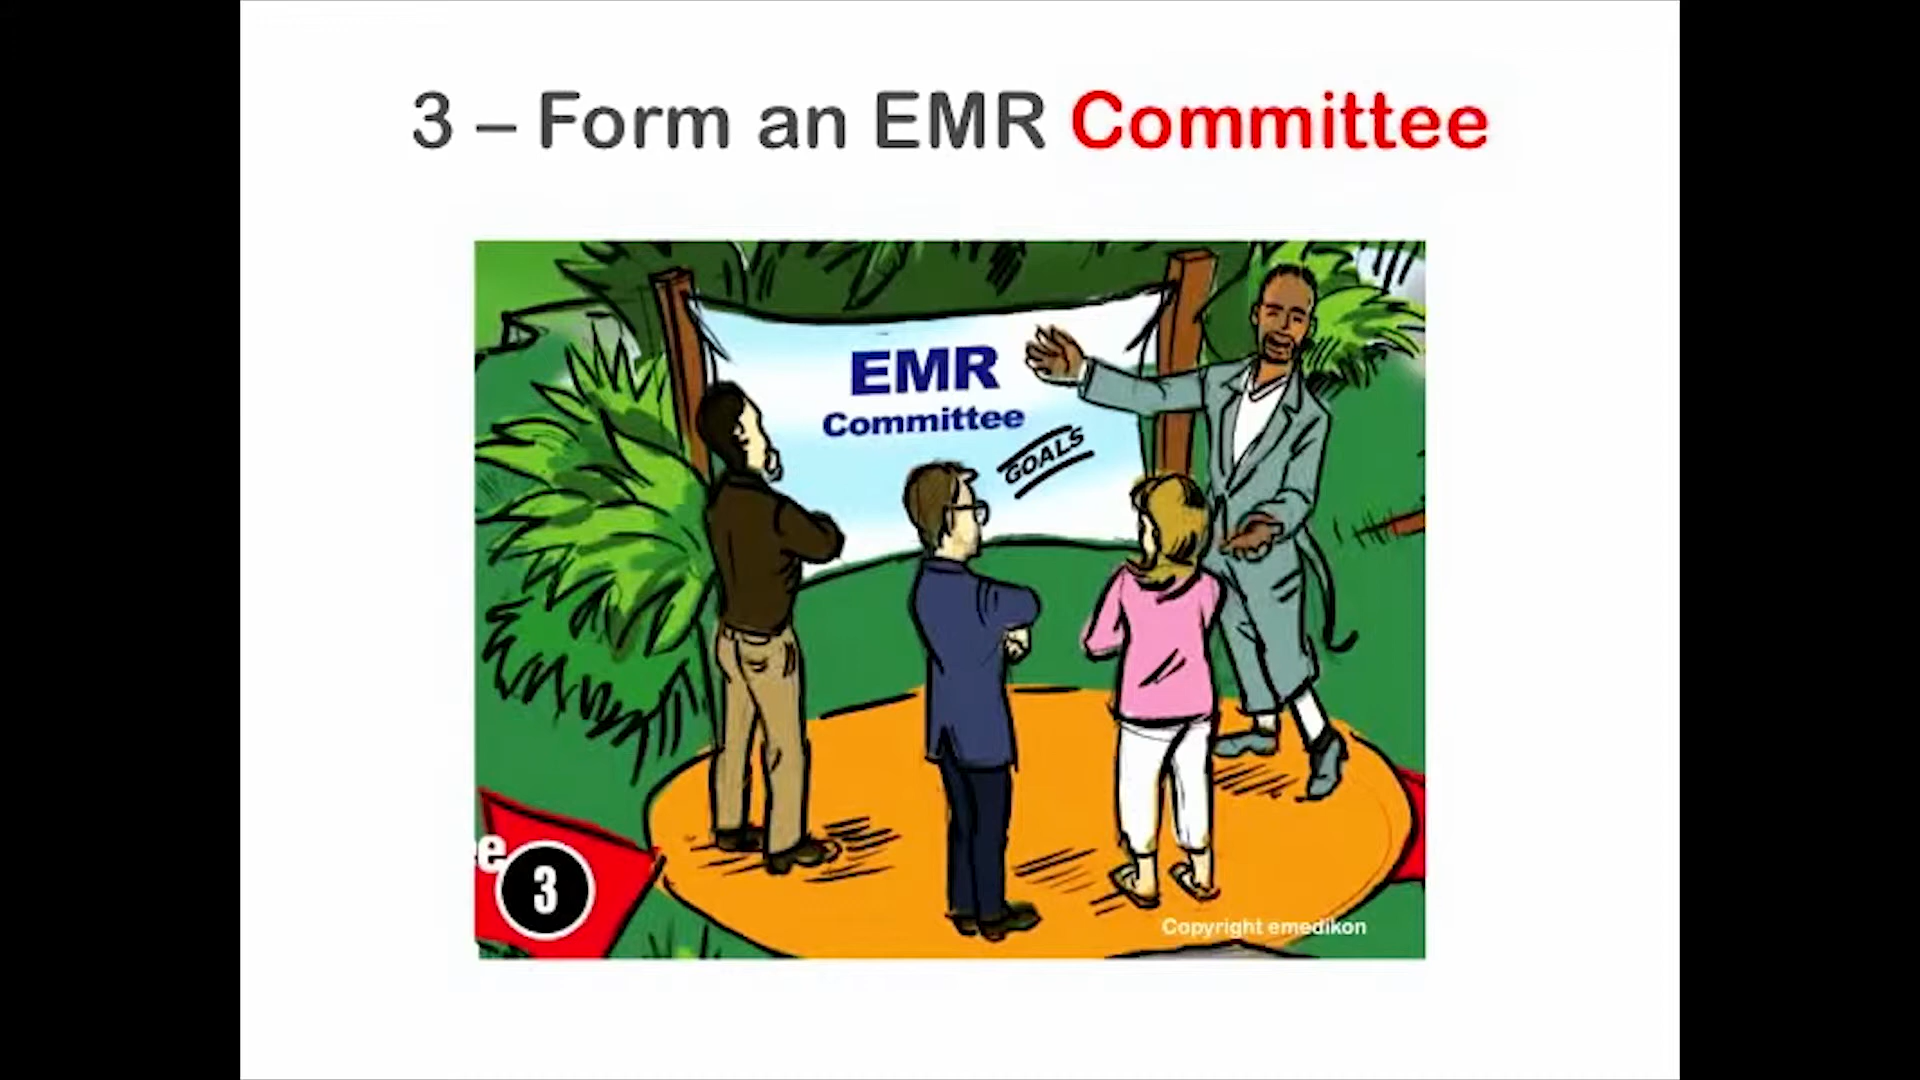 3 – Form an EMR Committee
EMR
Committee
GOALS
e
3
Copyright emedikon